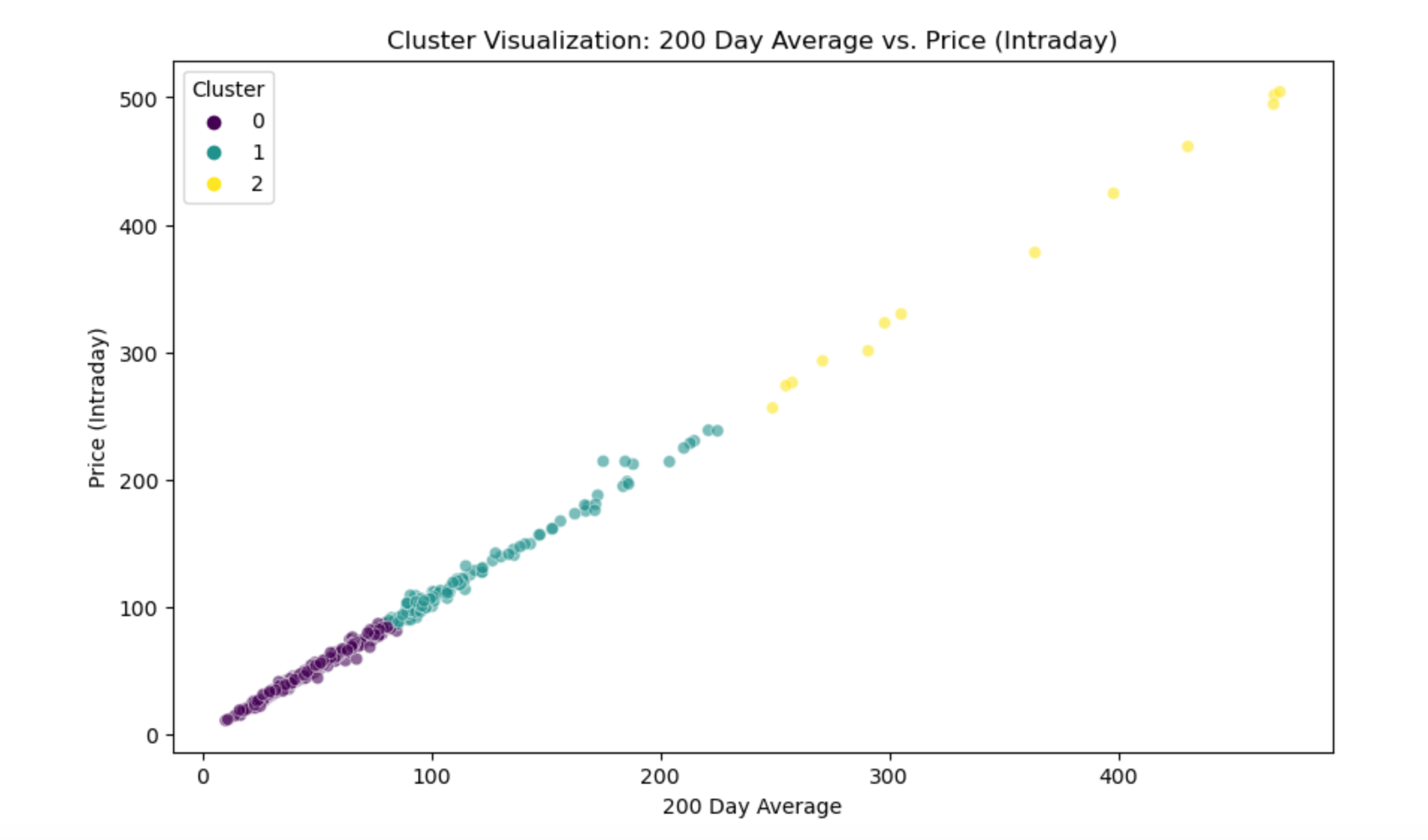 Cluster Visualization: 200 Day Average vs. Price (Intraday)
Cluster
0
1
2
500
400
300
200
100
0
Price (Intraday)
0 100 200 300 400
200 Day Average